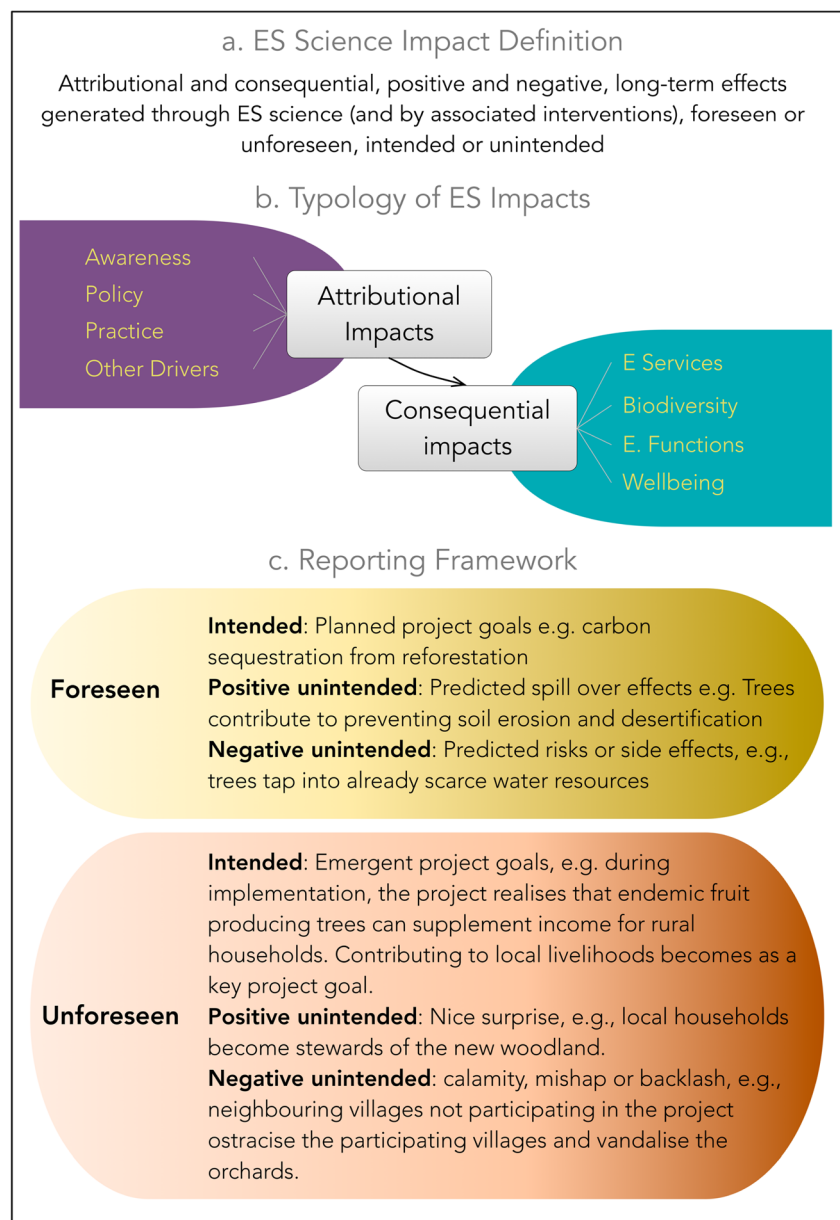 a. ES Science Impact Definition
Attributional and consequential, positive and negative, long-term effects
generated through ES science (and by associated interventions), foreseen or
unforeseen, intended or unintended
b. Typology of ES Impacts
Awareness
Policy
Practice
Other Drivers
Attributional
Impacts
Consequential
impacts
E Services
Biodiversity
E. Functions
Wellbeing
c. Reporting Framework
Foreseen
Intended: Planned project goals e.g. carbon
sequestration from reforestation
Positive unintended: Predicted spill over effects e.g. Trees
contribute to preventing soil erosion and desertification
Negative unintended: Predicted risks or side effects, e.g.,
trees tap into already scarce water resources
Unforeseen
Intended: Emergent project goals, e.g. during
implementation, the project realises that endemic fruit
producing trees can supplement income for rural
households. Contributing to local livelihoods becomes as a
key project goal.
Positive unintended: Nice surprise, e.g., local households
become stewards of the new woodland.
Negative unintended: calamity, mishap or backlash, e.g.,
neighbouring villages not participating in the project
ostracise the participating villages and vandalise the
orchards.